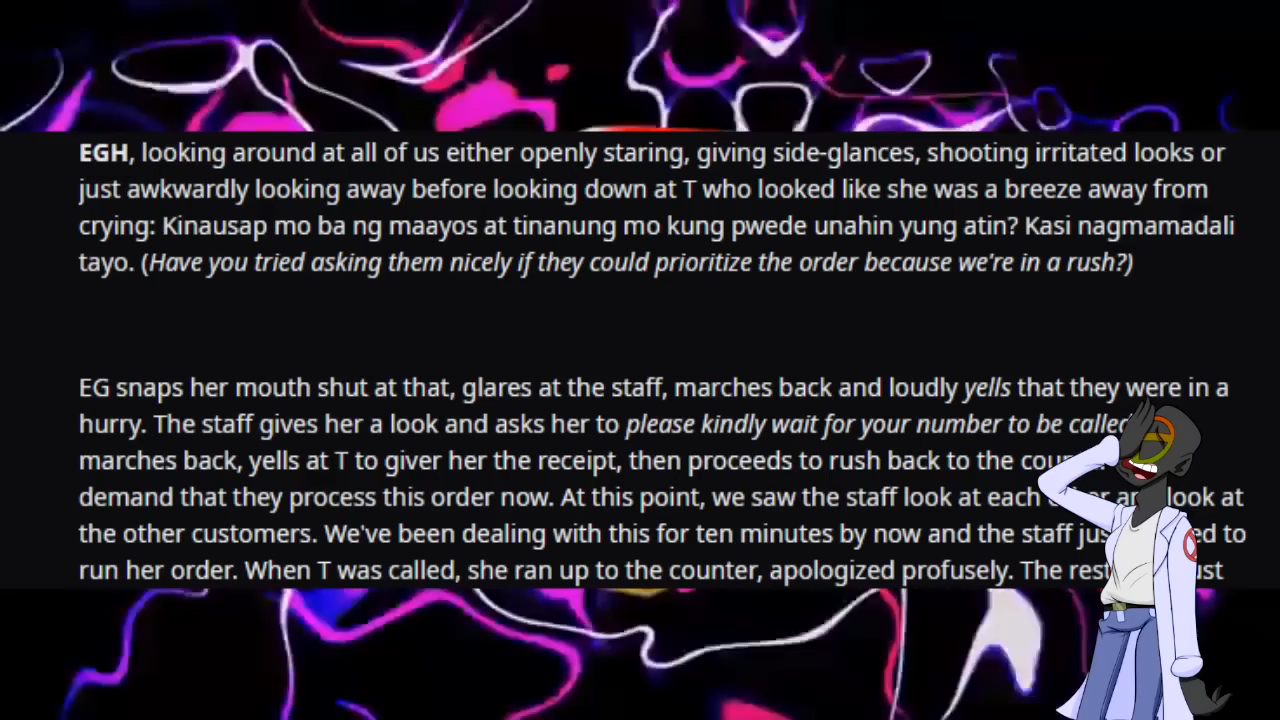 EGH, looking around at all of us either openly staring, giving side-glances, shooting irritated looks or
just awkwardly looking away before looking down at T who looked like she was a breeze away from
crying: Kinausap mo ba ng maayos at tinanung mo kung pwede unahin yung atin? Kasi nagmamadali
tayo. (Have you tried asking them nicely if they could prioritize the order because we're in a rush?)
EG snaps her mouth shut at that, glares at the staff, marches back and loudly yells that they were in a
hurry. The staff gives her a look and asks her to please kindly wait for your number to be called
marches back, yells at T to giver her the receipt, then proceeds to rush back to the
demand that they process this order now. At this point, we saw the staff look at each look at
the other customers. We've been dealing with this for ten minutes by now and the staff to
run her order. When T was called, she ran up to the counter, apologized profusely. The